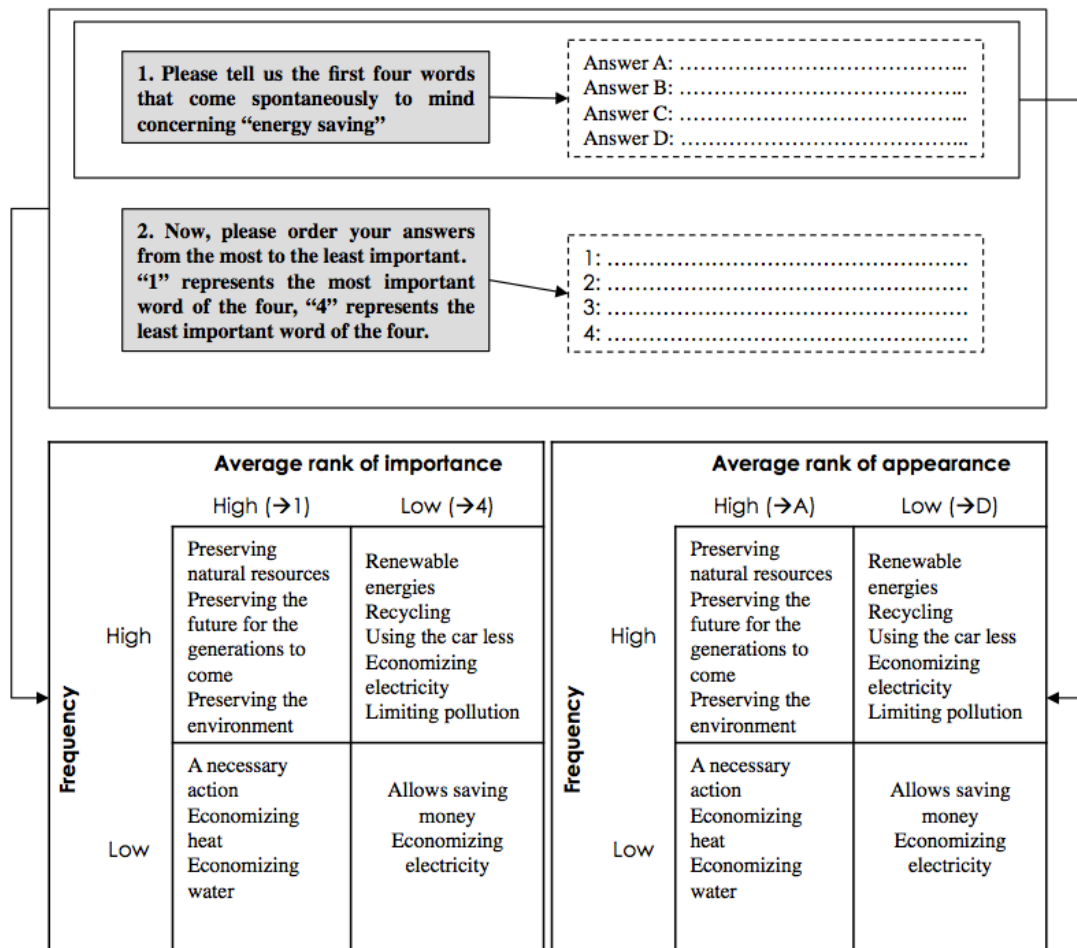 1. Please tell us the first four words
that come spontaneously to mind
concerning “energy saving”
Answer A: …………………………………..
Answer B: …………………………………..
Answer C: …………………………………..
Answer D: …………………………………...
2. Now, please order your answers
from the most to the least important.
“1” represents the most important
word of the four, “4” represents the
least important word of the four.
1: ……………………………………………
2: ……………………………………………
3: ……………………………………………
4: ……………………………………………
Average rank of importance
High (→1)
Low (→4)
Frequency
High
Preserving
natural resources
Preserving the
future for the
generations to
come
Preserving the
environment
Renewable
energies
Recycling
Using the car less
Economizing
electricity
Limiting pollution
Low
A necessary
action
Economizing
heat
Economizing
water
Allows saving
money
Economizing
electricity
Average rank of appearance
High (→A)
Low (→D)
Frequency
High
Preserving
natural resources
Preserving the
future for the
generations to
come
Preserving the
environment
Renewable
energies
Recycling
Using the car less
Economizing
electricity
Limiting pollution
Low
A necessary
action
Economizing
heat
Economizing
water
Allows saving
money
Economizing
electricity